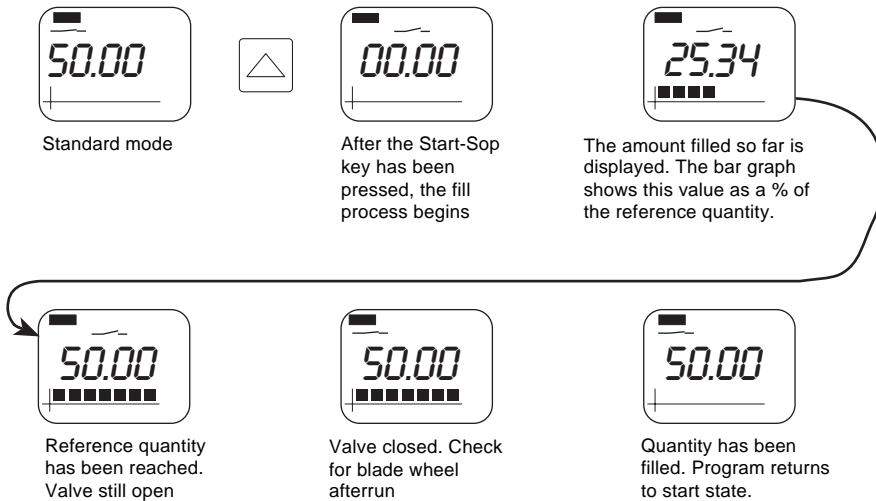 50.00
00.00
25.34
Standard mode
After the Start-Sop
key has been
pressed, the fill
process begins
The amount filled so far is
displayed. The bar graph
shows this value as a % of
the reference quantity.
50.00
50.00
50.00
Reference quantity
has been reached.
Valve still open
Valve closed. Check
for blade wheel
afterrun
Quantity has been
filled. Program returns
to start state.